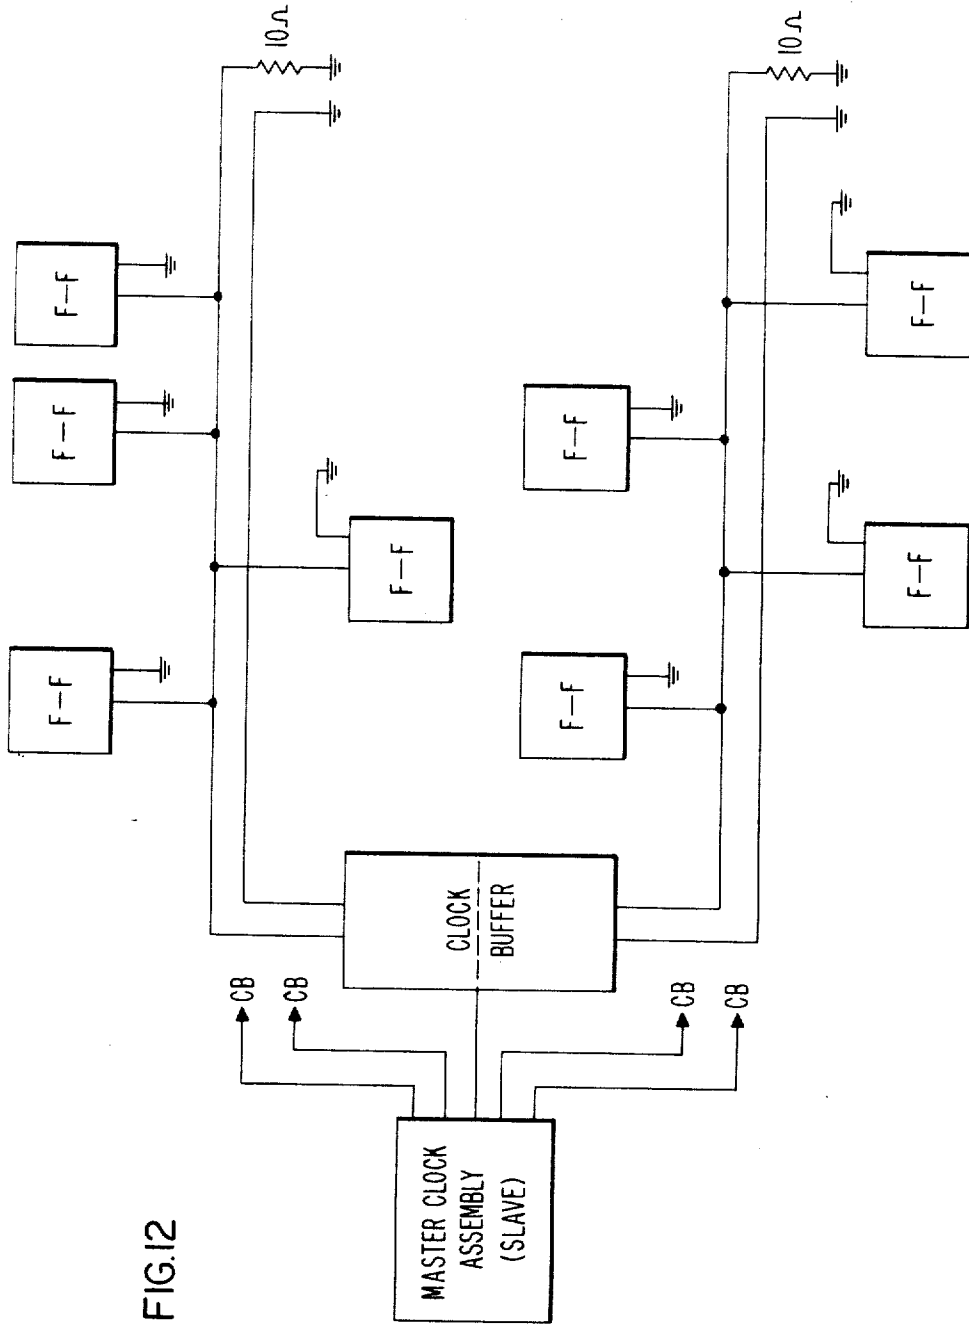 FIG.12
MASTER CLOCK
ASSEMBLY
(SLAVE)
CB
CB
CB
CB
CLOCK
BUFFER
F-F
F-F
F-F
F-F
10Ω
F-F
F-F
F-F
F-F
10Ω